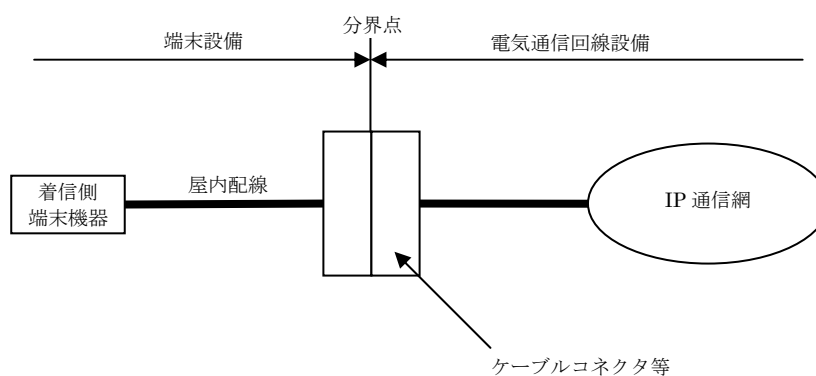 分界点
端末設備
電気通信回線設備
着信側
端末機器
屋内配線
IP 通信網
ケーブルコネクタ等